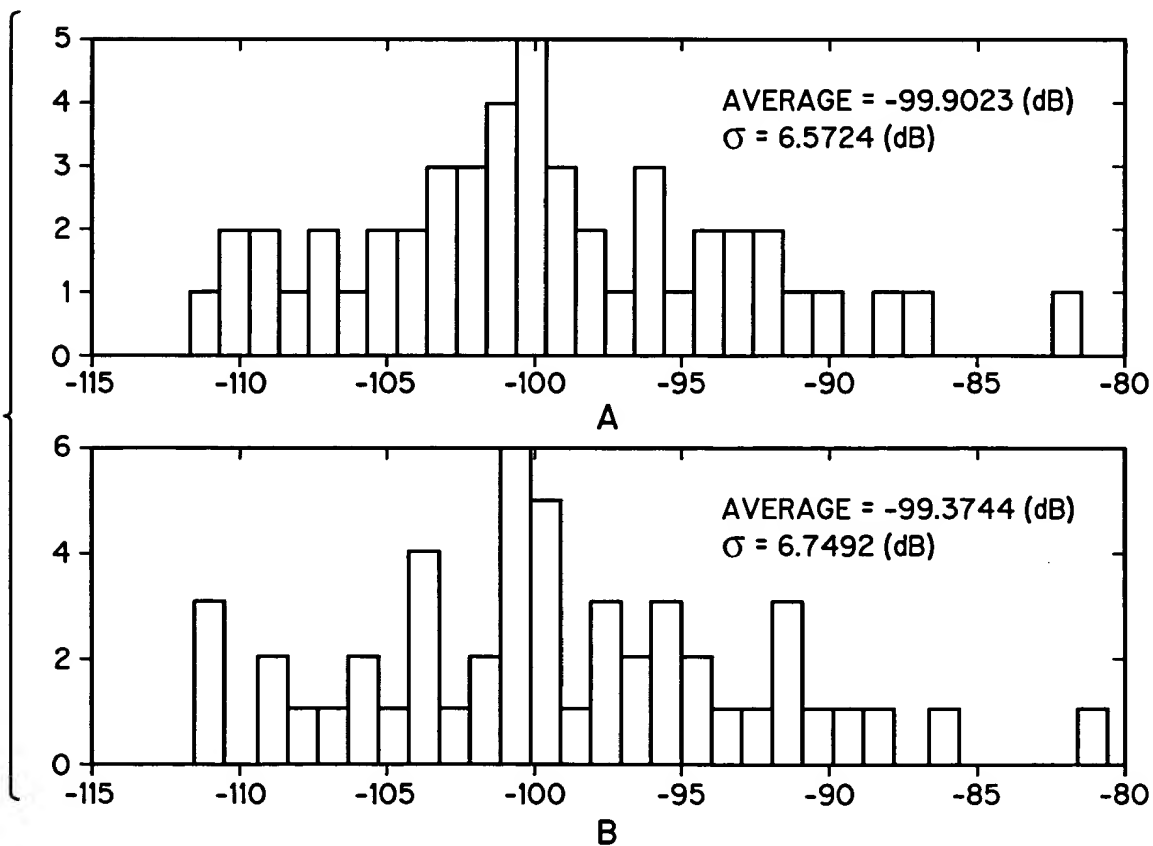 5
4
3
2
1
0
AVERAGE = -99.9023 (dB)
σ = 6.5724 (dB)
-115 -110 -105 -100 -95 -90 -85 -80
A
6
4
2
0
AVERAGE = -99.3744 (dB)
σ = 6.7492 (dB)
-115 -110 -105 -100 -95 -90 -85 -80
B